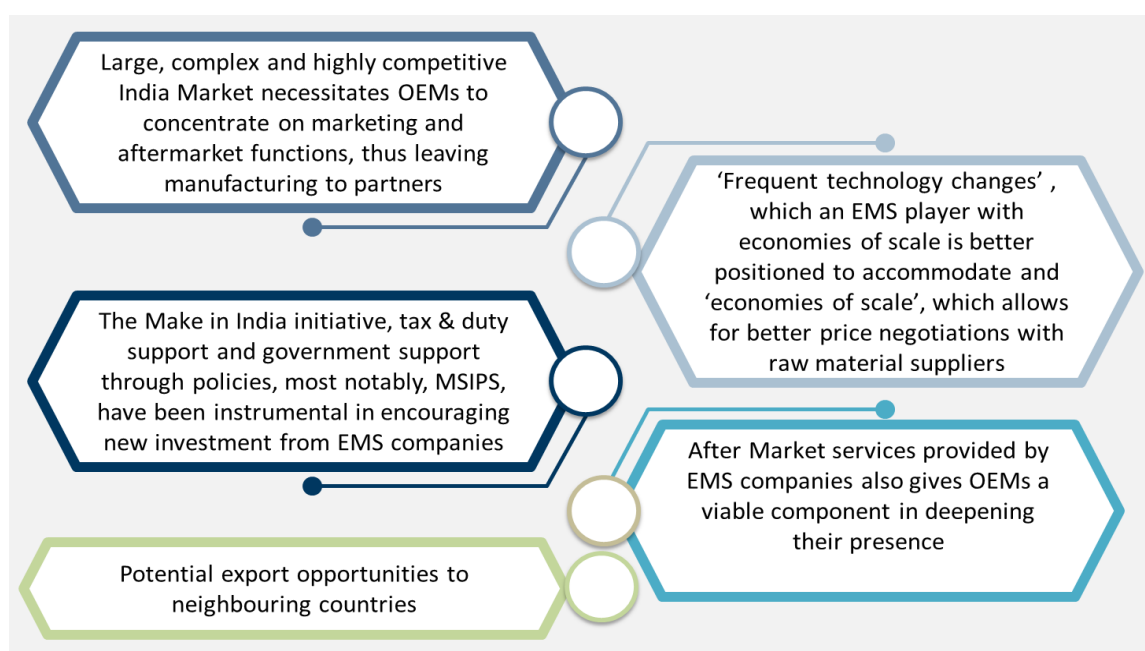 Large, complex and highly competitive
India Market necessitates OEMs to
concentrate on marketing and
aftermarket functions, thus leaving
manufacturing to partners
‘Frequent technology changes’ ,
which an EMS player with
economies of scale is better
positioned to accommodate and
‘economies of scale’, which allows
for better price negotiations with
raw material suppliers
The Make in India initiative, tax & duty
support and government support
through policies, most notably, MSIPS,
have been instrumental in encouraging
new investment from EMS companies
After Market services provided by
EMS companies also gives OEMs a
viable component in deepening
their presence
Potential export opportunities to
neighbouring countries